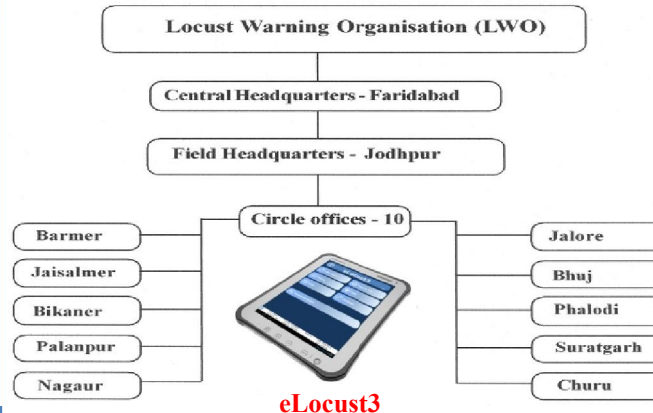 Locust Warning Organisation (LWO)
Central Headquarters - Faridabad
Field Headquarters - Jodhpur
Circle offices - 10
Barmer
Jaisalmer
Bikaner
Palanpur
Nagaur
Jalore
Bhuj
Phalodi
Suratgarh
Churu
eLocust3